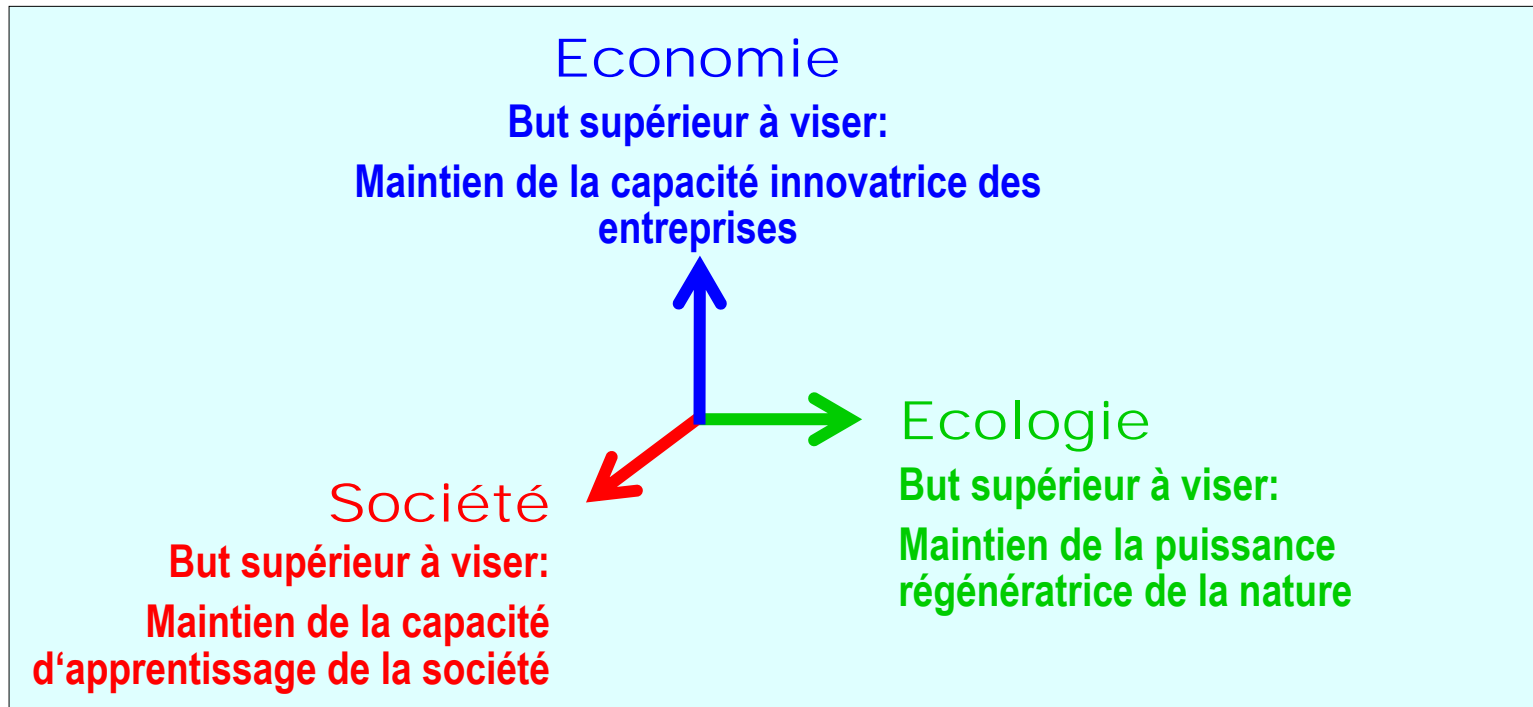 Economie
But supérieur à viser:
Maintien de la capacité innovatrice des
entreprises
Ecologie
But supérieur à viser:
Maintien de la puissance
régénératrice de la nature
Société
But supérieur à viser:
Maintien de la capacité
d‘apprentissage de la société